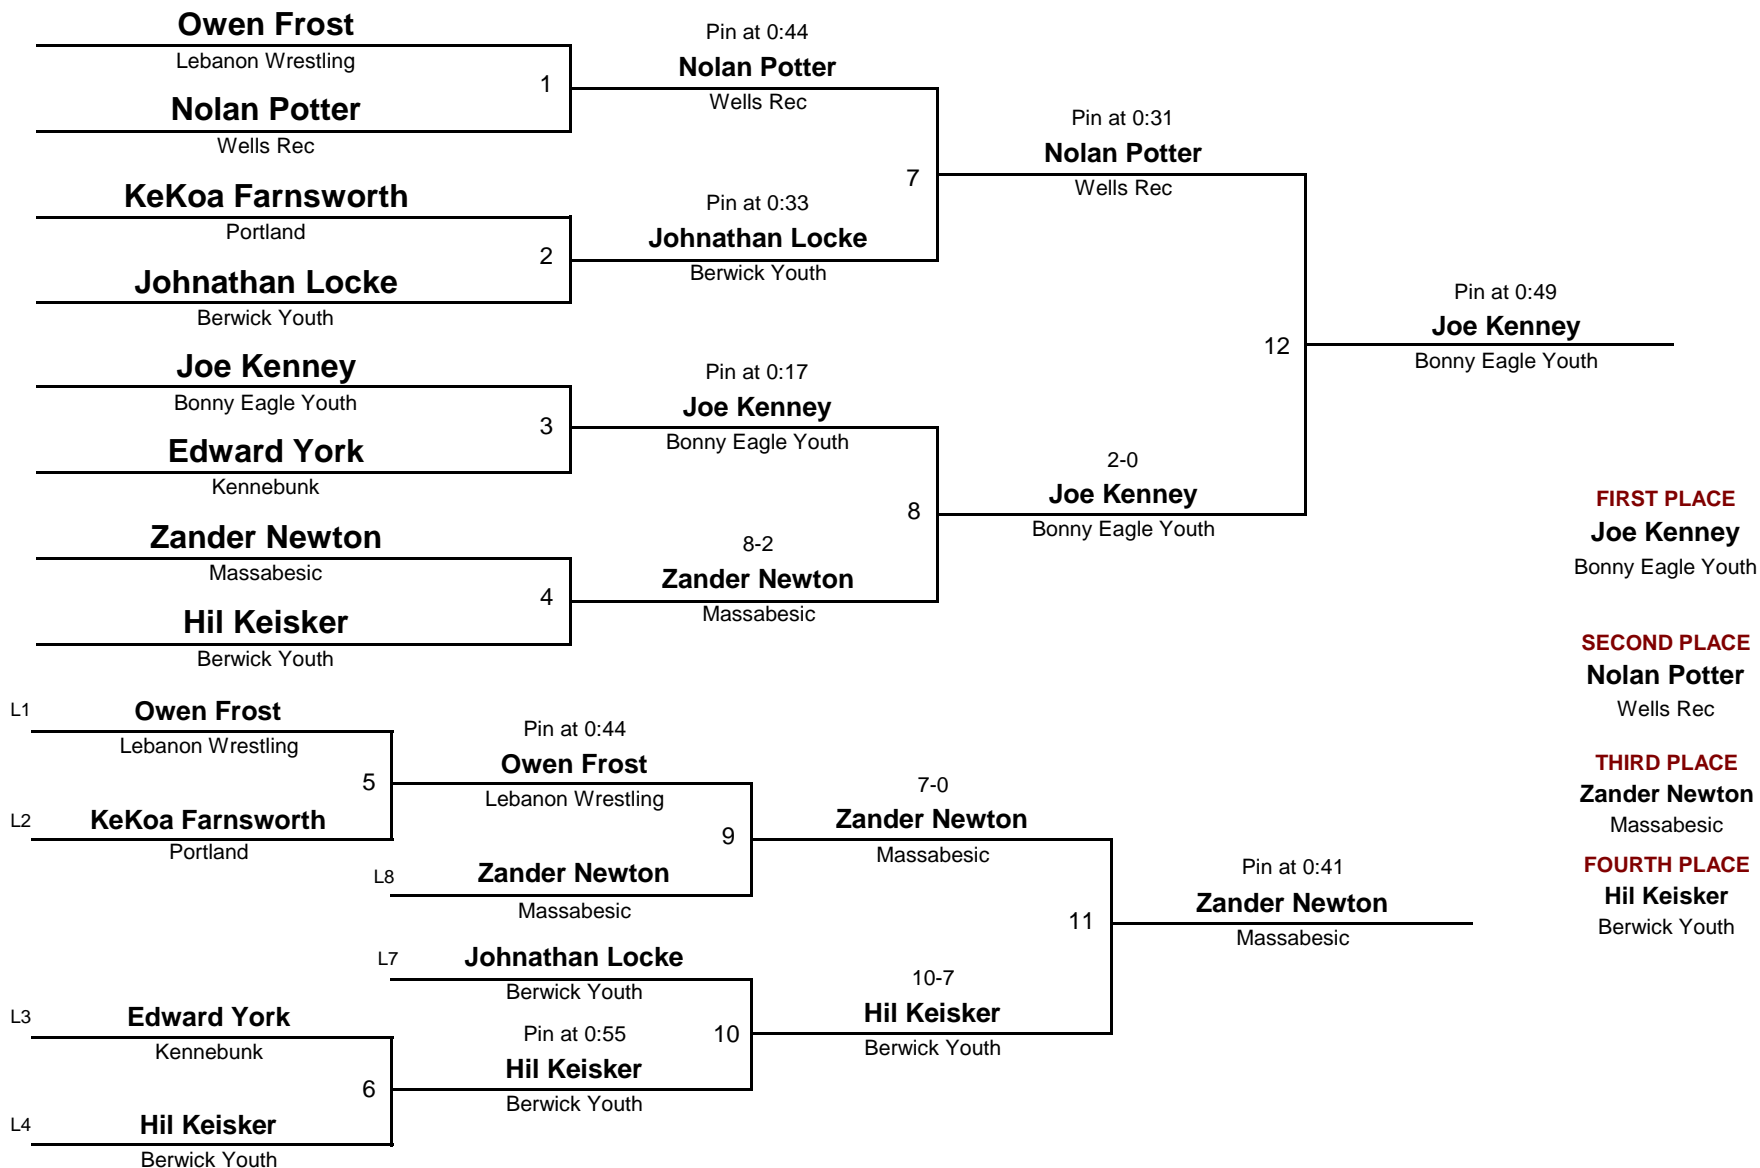 Owen Frost
Lebanon Wrestling
1
Nolan Potter
Wells Rec
Pin at 0:44
Nolan Potter
Wells Rec
KeKoa Farnsworth
Portland
2
Johnathan Locke
Berwick Youth
Pin at 0:33
Johnathan Locke
Berwick Youth
7
Pin at 0:31
Nolan Potter
Wells Rec
Joe Kenney
Bonny Eagle Youth
3
Edward York
Kennebunk
Pin at 0:17
Joe Kenney
Bonny Eagle Youth
Zander Newton
Massabesic
4
Hil Keisker
Berwick Youth
8-2
Zander Newton
Massabesic
8
2-0
Joe Kenney
Bonny Eagle Youth
12
Pin at 0:49
Joe Kenney
Bonny Eagle Youth
FIRST PLACE
Joe Kenney
Bonny Eagle Youth
SECOND PLACE
Nolan Potter
Wells Rec
THIRD PLACE
Zander Newton
Massabesic
FOURTH PLACE
Hil Keisker
Berwick Youth
L1
Owen Frost
Lebanon Wrestling
5
L2
KeKoa Farnsworth
Portland
Pin at 0:44
Owen Frost
Lebanon Wrestling
9
L8
Zander Newton
Massabesic
7-0
Zander Newton
Massabesic
L7
Johnathan Locke
Berwick Youth
L3
Edward York
Kennebunk
6
L4
Hil Keisker
Berwick Youth
Pin at 0:55
Hil Keisker
Berwick Youth
10
10-7
Hil Keisker
Berwick Youth
11
Pin at 0:41
Zander Newton
Massabesic